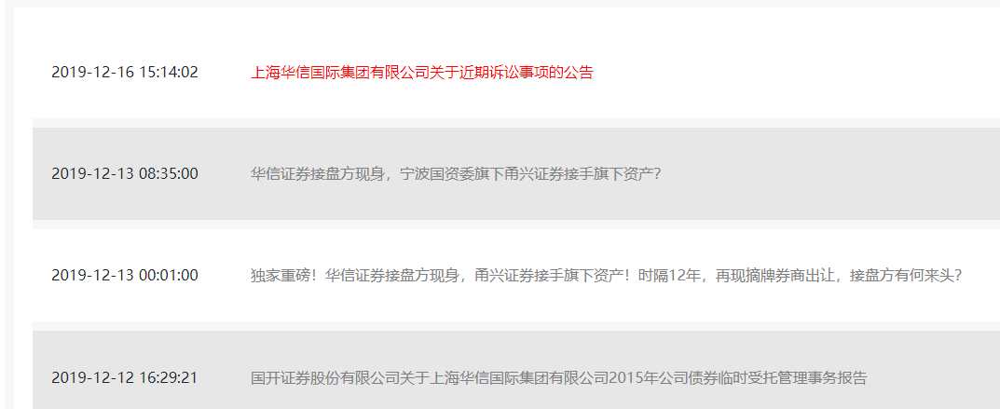 2019-12-16 15:14:02 上海华信国际集团有限公司关于近期诉讼事项的公告
2019-12-13 08:35:00 华信证券接盘方现身，宁波国资委旗下甬兴证券接手旗下资产？
2019-12-13 00:01:00 独家重磅！华信证券接盘方现身，甬兴证券接手旗下资产！时隔12年，再现摘牌券商出让，接盘方有何来头？
2019-12-12 16:29:21 国开证券股份有限公司关于上海华信国际集团有限公司2015年公司债券临时受托管理事务报告